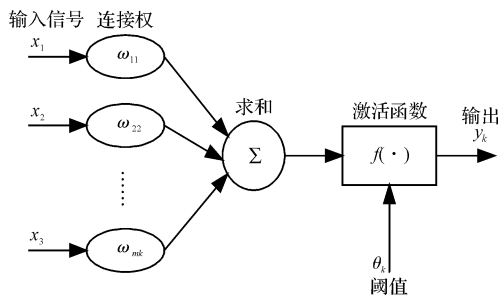 输入信号 连接权
x₁ ω₁₁
x₂ ω₂₂
求和
Σ
激活函数
f(·)
输出
yₖ
……
x₃ ωₘₖ
θₖ
阈值